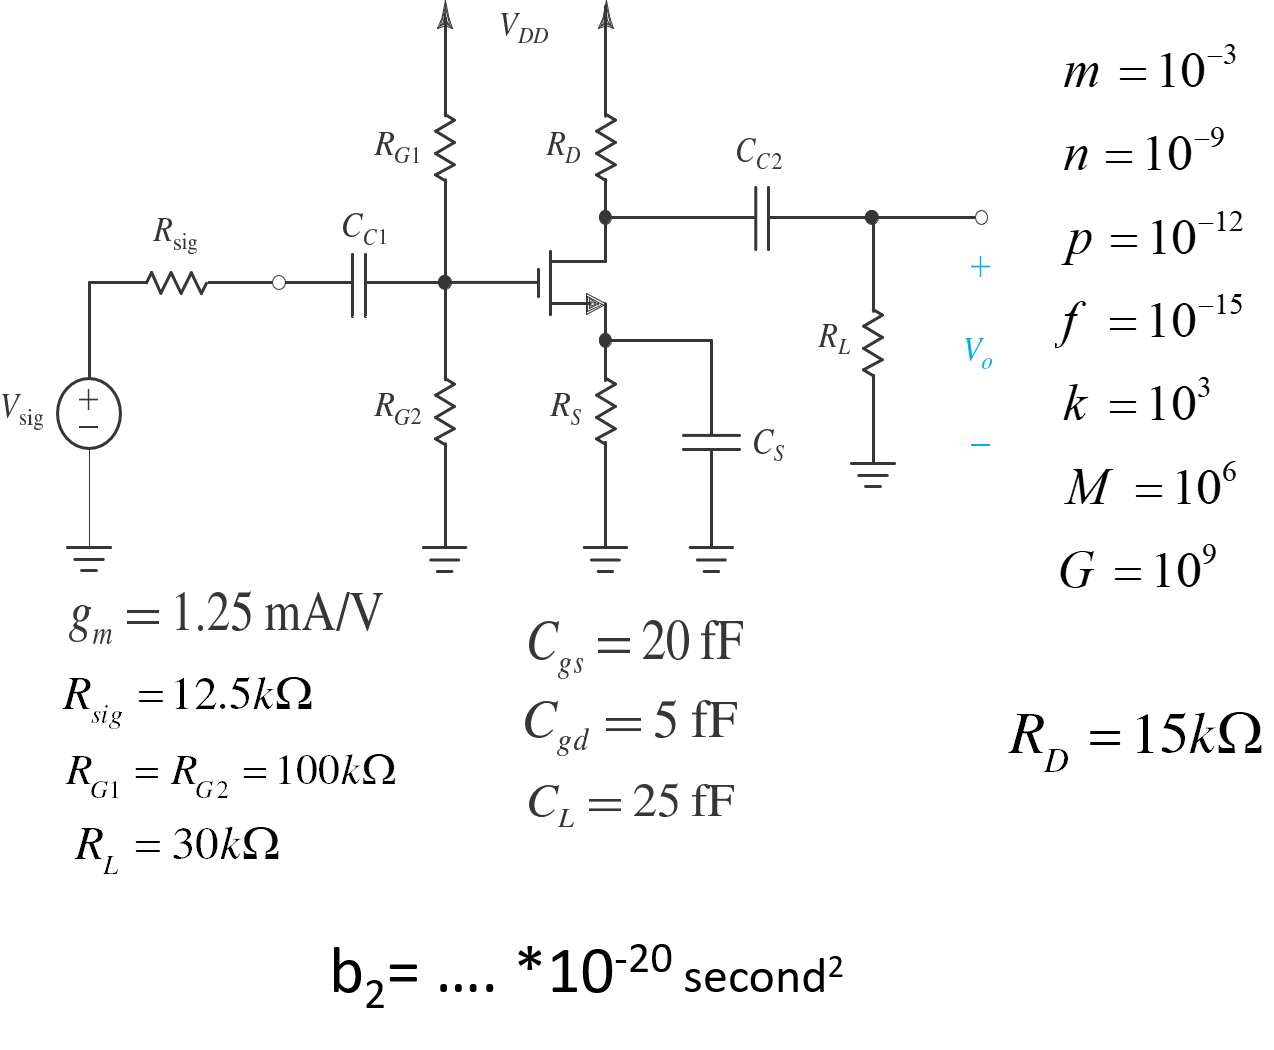 V_DD
R_G1
R_D
C_C2
R_sig
C_C1
V_sig
+
−
R_G2
R_S
C_S
R_L
+
V_o
−
m = 10^−3
n = 10^−9
p = 10^−12
f = 10^−15
k = 10^3
M = 10^6
G = 10^9
g_m = 1.25 mA/V
R_sig = 12.5kΩ
R_G1 = R_G2 = 100kΩ
R_L = 30kΩ
C_gs = 20 fF
C_gd = 5 fF
C_L = 25 fF
R_D = 15kΩ
b_2= .... *10^-20 second^2